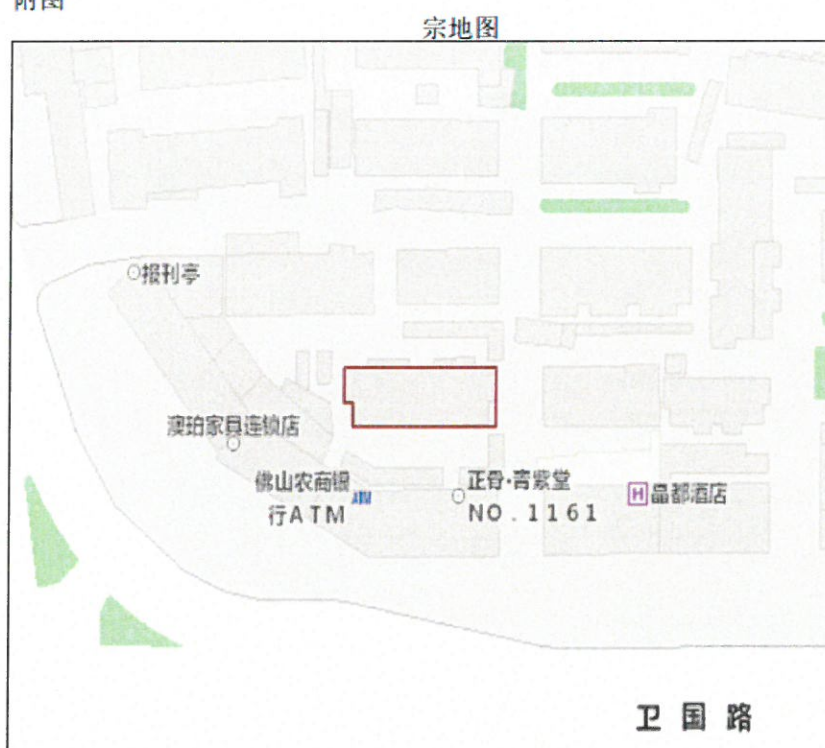 附图
宗地图
报刊亭
澳珀家具连锁店
佛山农商银
行ATM
ATM
正骨·青紫堂
NO.1161
H
晶都酒店
卫国路